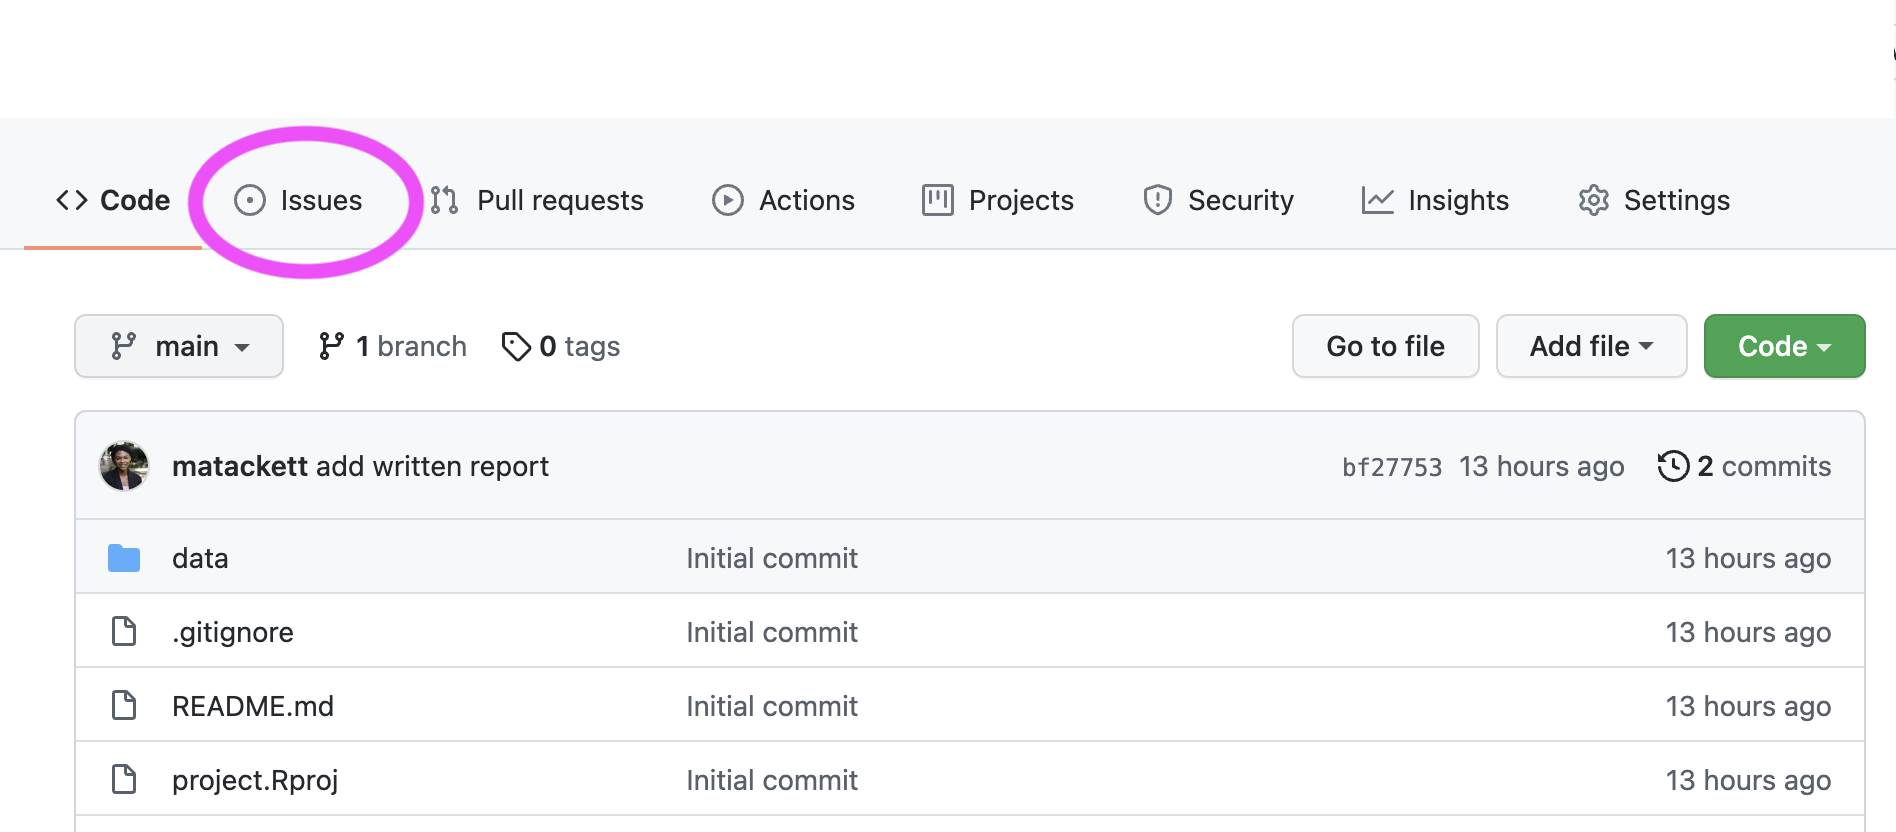 Code Issues Pull requests Actions Projects Security Insights Settings
main 1 branch 0 tags Go to file Add file Code
matackett add written report bf27753 13 hours ago 2 commits
data Initial commit 13 hours ago
.gitignore Initial commit 13 hours ago
README.md Initial commit 13 hours ago
project.Rproj Initial commit 13 hours ago